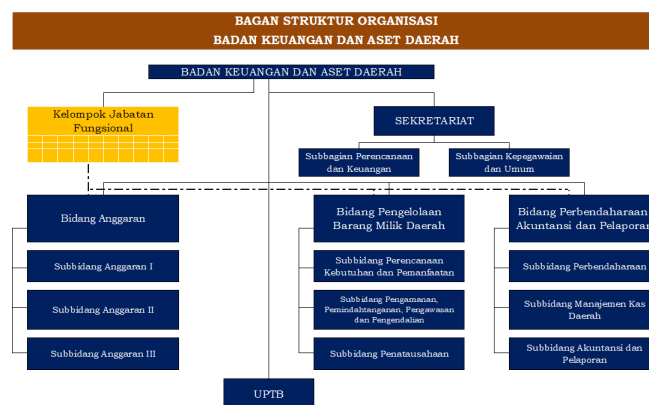 BAGAN STRUKTUR ORGANISASI
BADAN KEUANGAN DAN ASET DAERAH
BADAN KEUANGAN DAN ASET DAERAH
Kelompok Jabatan
Fungsional
SEKRETARIAT
Subbagian Perencanaan
dan Keuangan
Subbagian Kepegawaian
dan Umum
Bidang Anggaran
Bidang Pengelolaan
Barang Milik Daerah
Bidang Perbendaharaan
Akuntansi dan Pelaporan
Subbidang Anggaran I
Subbidang Perencanaan
Kebutuhan dan Pemanfaatan
Subbidang Perbendaharaan
Subbidang Anggaran II
Subbidang Pengamanan,
Pemindahtanganan, Pengawasan
dan Pengendalian
Subbidang Manajemen Kas
Daerah
Subbidang Anggaran III
Subbidang Penatausahaan
Subbidang Akuntansi dan
Pelaporan
UPTB